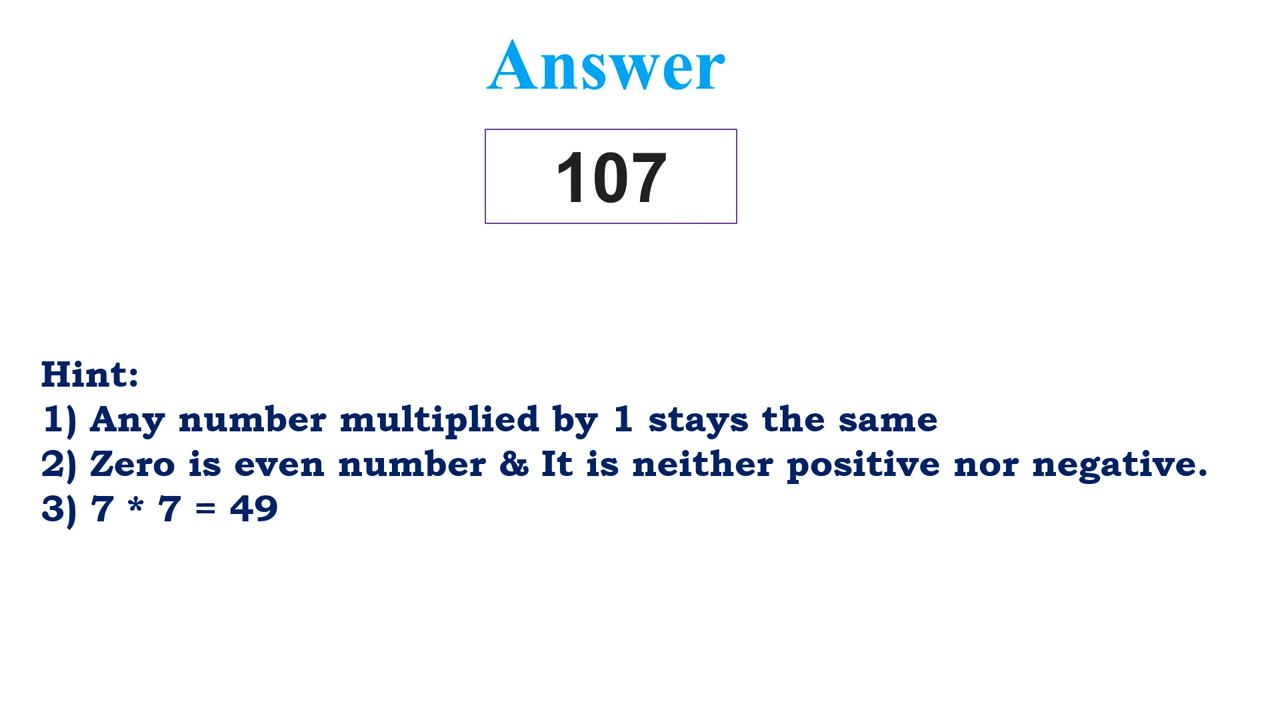 Answer
107
Hint:
1) Any number multiplied by 1 stays the same
2) Zero is even number & It is neither positive nor negative.
3) 7 * 7 = 49